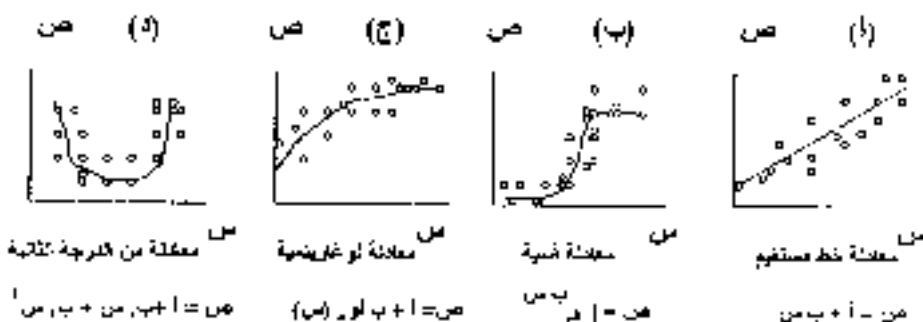 (أ) ص
(ب) ص
(ج) ص
(د) ص
س
س
س
س
معادلة خط مستقيم
معادلة أسية
معادلة لوغاريتمية
معادلة من الدرجة الثانية
ص = أ + ب س
ص = أ و ب س
ص = أ + ب لو (س)
ص = أ + ب س + ب س